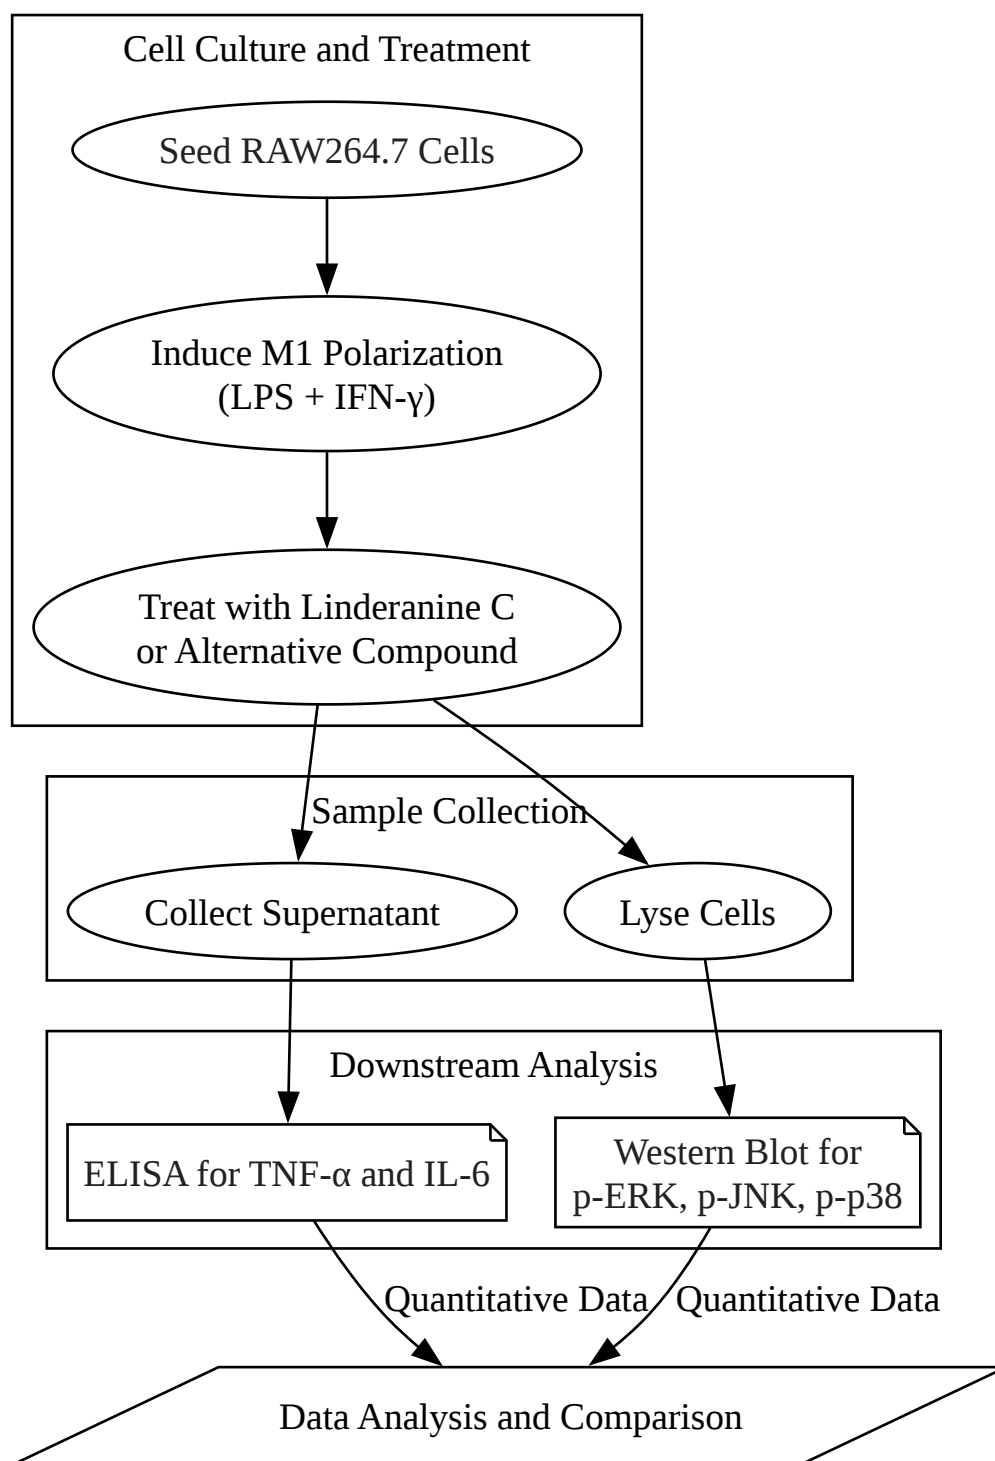 Cell Culture and Treatment
Seed RAW264.7 Cells
Induce M1 Polarization
(LPS + IFN-γ)
Treat with Linderanine C
or Alternative Compound
Sample Collection
Collect Supernatant
Lyse Cells
Downstream Analysis
ELISA for TNF-α and IL-6
Western Blot for
p-ERK, p-JNK, p-p38
Quantitative Data
Quantitative Data
Data Analysis and Comparison